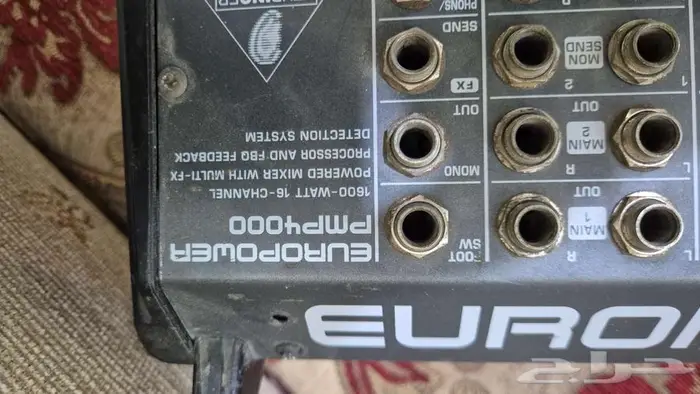 EURO
EUROPOWER
PMP4000
1600-WATT 16-CHANNEL
POWERED MIXER WITH MULTI-FX
PROCESSOR AND FBQ FEEDBACK
DETECTION SYSTEM
L MAIN 1 R
OUT
FOOT
SW
L MAIN 2 R
OUT
MONO
OUT
1 MON SEND 2
FX
SEND
PHONES/
R
حراج